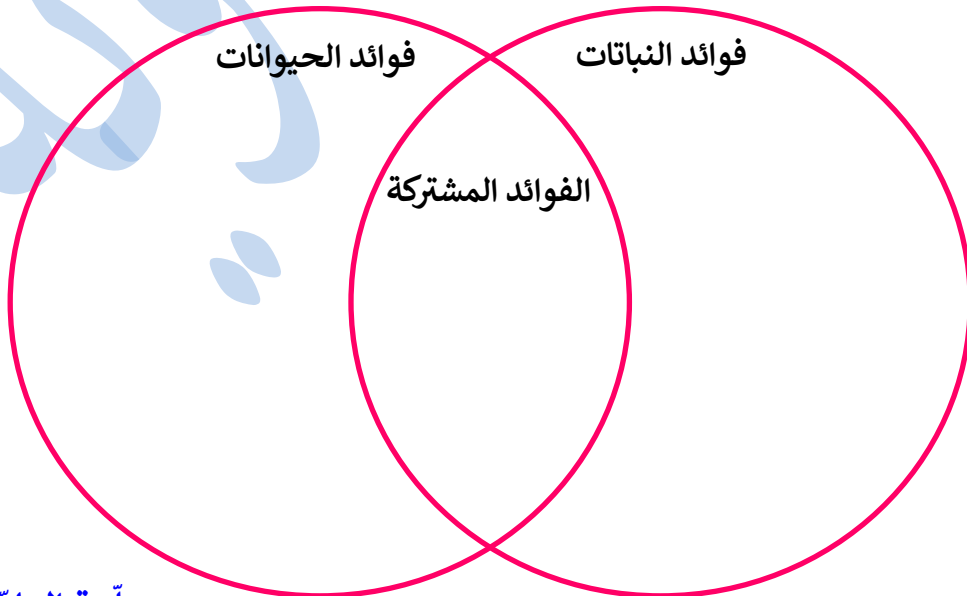 فوائد النباتات
فوائد الحيوانات
الفوائد المشتركة